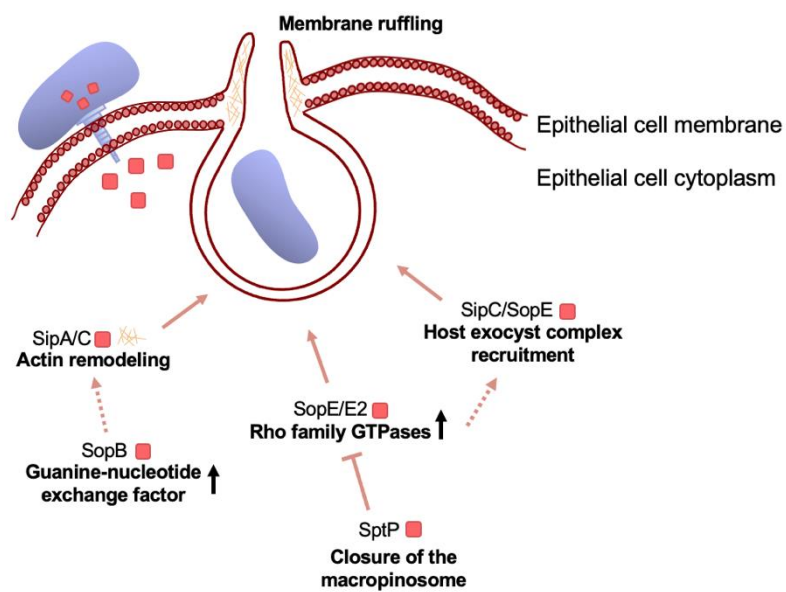 Membrane ruffling
Epithelial cell membrane
Epithelial cell cytoplasm
SipA/C
Actin remodeling
SipC/SopE
Host exocyst complex
recruitment
SopB
Guanine-nucleotide
exchange factor
SopE/E2
Rho family GTPases
SptP
Closure of the
macropinosome